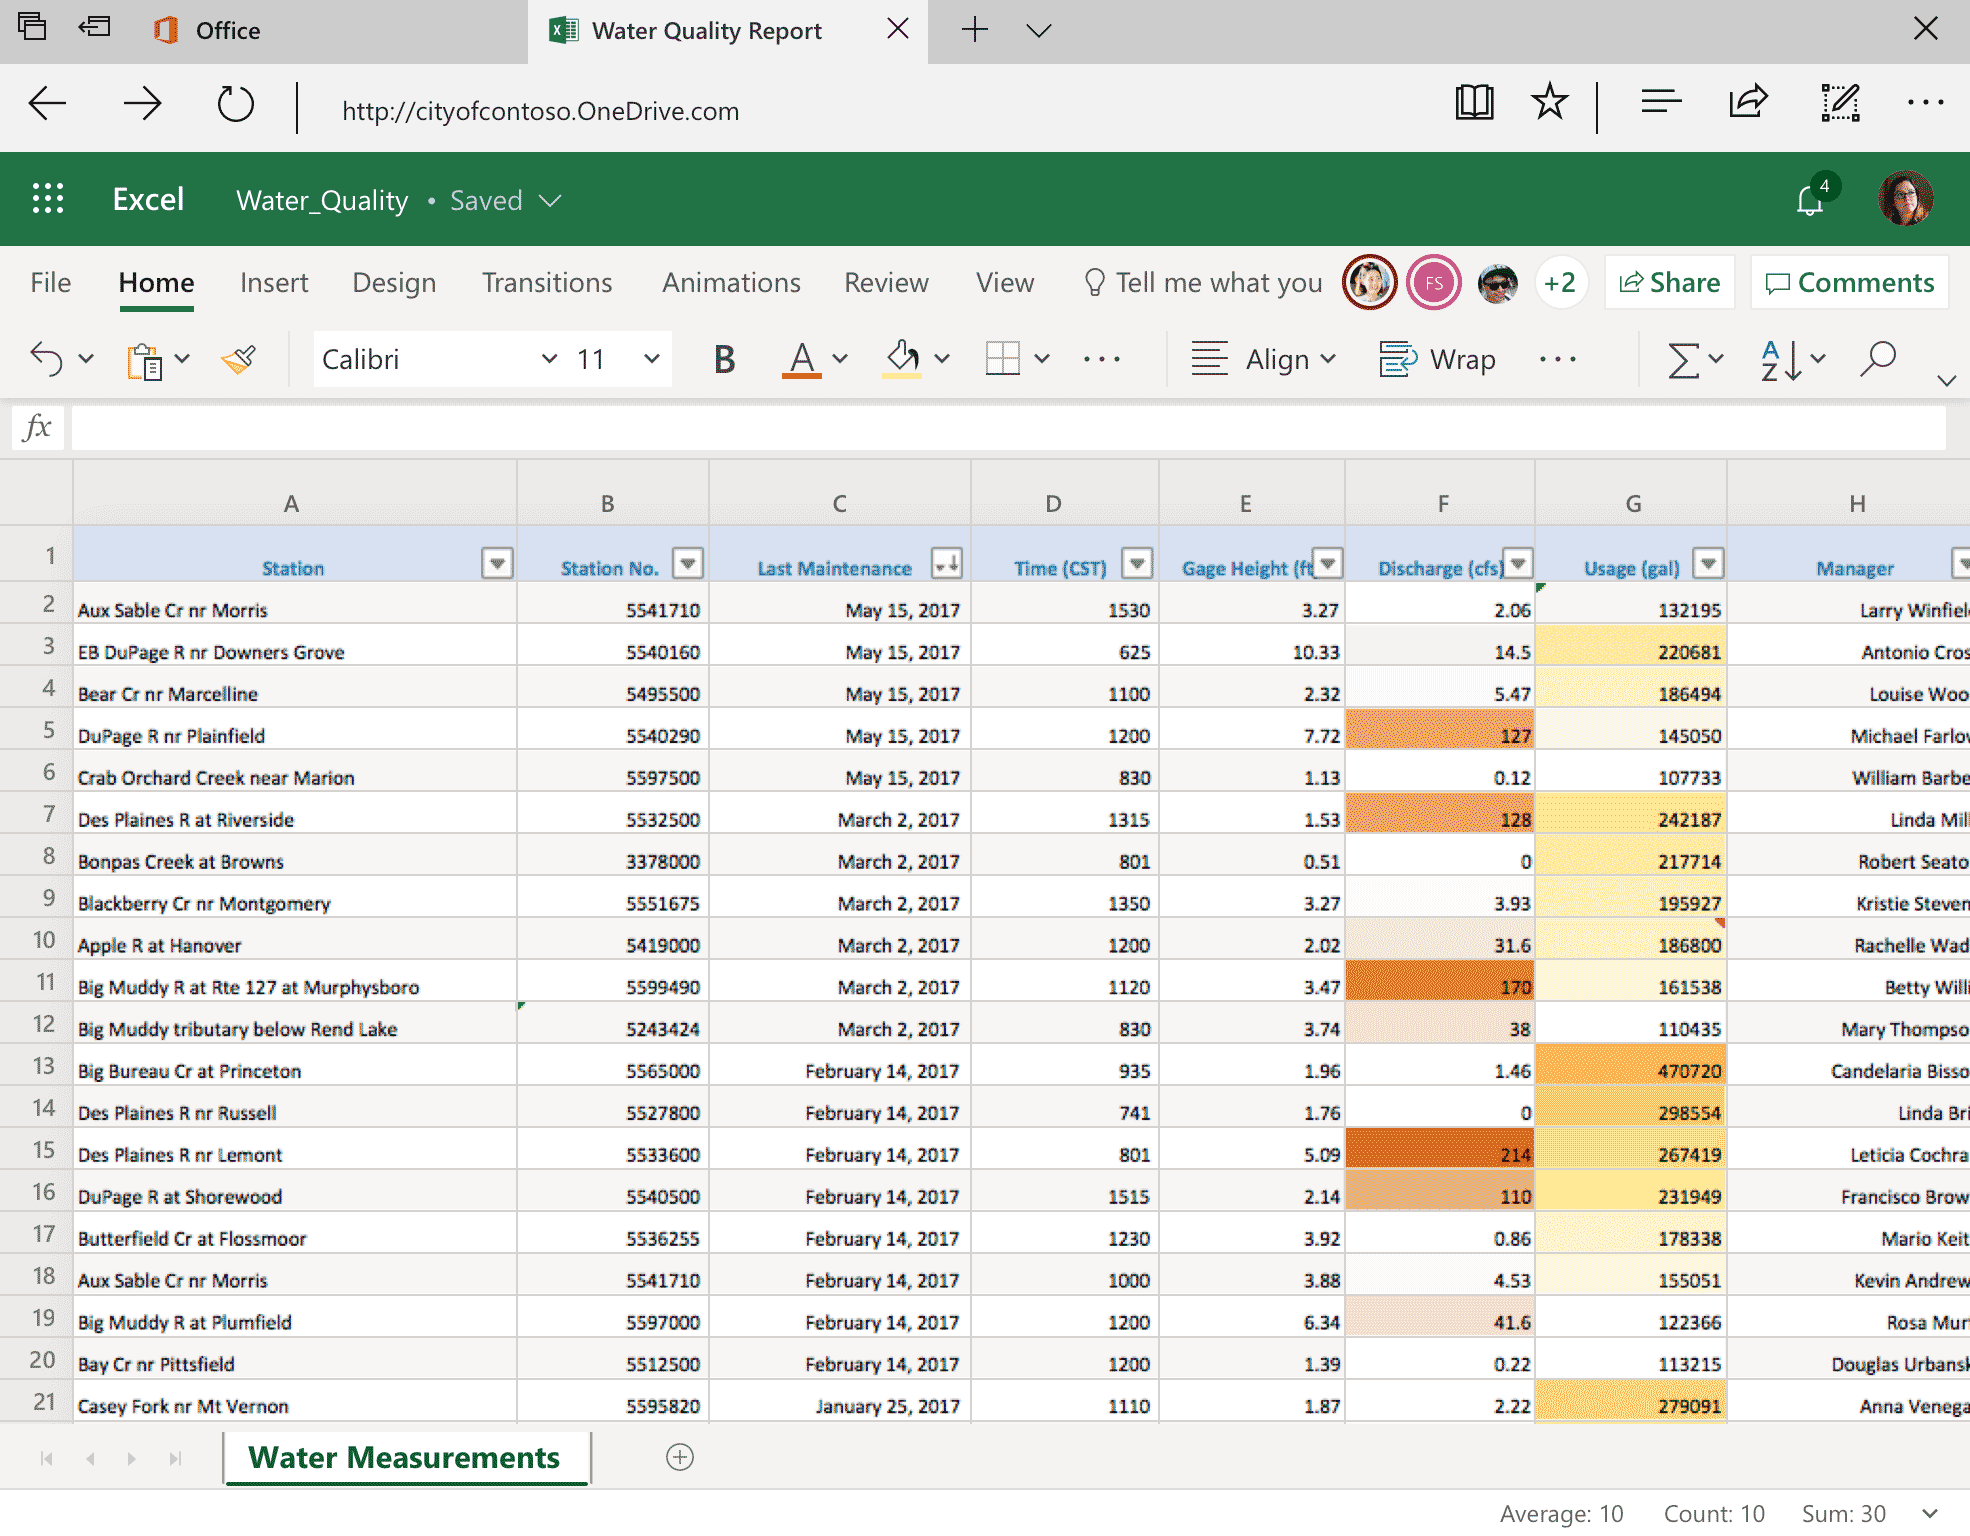 Office
Water Quality Report
http://cityofcontoso.OneDrive.com
Excel Water_Quality • Saved
4
File Home Insert Design Transitions Animations Review View Tell me what you FS +2 Share Comments
Calibri 11 B A Align Wrap ... Σ AZ
fx
A B C D E F G H
1 Station Station No. Last Maintenance Time (CST) Gage Height (ft Discharge (cfs) Usage (gal) Manager
2 Aux Sable Cr nr Morris 5541710 May 15, 2017 1530 3.27 2.06 132195 Larry Winfiel
3 EB DuPage R nr Downers Grove 5540160 May 15, 2017 625 10.33 14.5 220681 Antonio Cros
4 Bear Cr nr Marcelline 5495500 May 15, 2017 1100 2.32 5.47 186494 Louise Woo
5 DuPage R nr Plainfield 5540290 May 15, 2017 1200 7.72 127 145050 Michael Farlov
6 Crab Orchard Creek near Marion 5597500 May 15, 2017 830 1.13 0.12 107733 William Barbe
7 Des Plaines R at Riverside 5532500 March 2, 2017 1315 1.53 128 242187 Linda Mill
8 Bonpas Creek at Browns 3378000 March 2, 2017 801 0.51 0 217714 Robert Seato
9 Blackberry Cr nr Montgomery 5551675 March 2, 2017 1350 3.27 3.93 195927 Kristie Steven
10 Apple R at Hanover 5419000 March 2, 2017 1200 2.02 31.6 186800 Rachelle Wad
11 Big Muddy R at Rte 127 at Murphysboro 5599490 March 2, 2017 1120 3.47 170 161538 Betty Willi
12 Big Muddy tributary below Rend Lake 5243424 March 2, 2017 830 3.74 38 110435 Mary Thompso
13 Big Bureau Cr at Princeton 5565000 February 14, 2017 935 1.96 1.46 470720 Candelaria Bisso
14 Des Plaines R nr Russell 5527800 February 14, 2017 741 1.76 0 298554 Linda Bri
15 Des Plaines R nr Lemont 5533600 February 14, 2017 801 5.09 214 267419 Leticia Cochra
16 DuPage R at Shorewood 5540500 February 14, 2017 1515 2.14 110 231949 Francisco Brow
17 Butterfield Cr at Flossmoor 5536255 February 14, 2017 1230 3.92 0.86 178338 Mario Keit
18 Aux Sable Cr nr Morris 5541710 February 14, 2017 1000 3.88 4.53 155051 Kevin Andrew
19 Big Muddy R at Plumfield 5597000 February 14, 2017 1200 6.34 41.6 122366 Rosa Mur
20 Bay Cr nr Pittsfield 5512500 February 14, 2017 1200 1.39 0.22 113215 Douglas Urbansk
21 Casey Fork nr Mt Vernon 5595820 January 25, 2017 1110 1.87 2.22 279091 Anna Venega
Water Measurements
Average: 10 Count: 10 Sum: 30